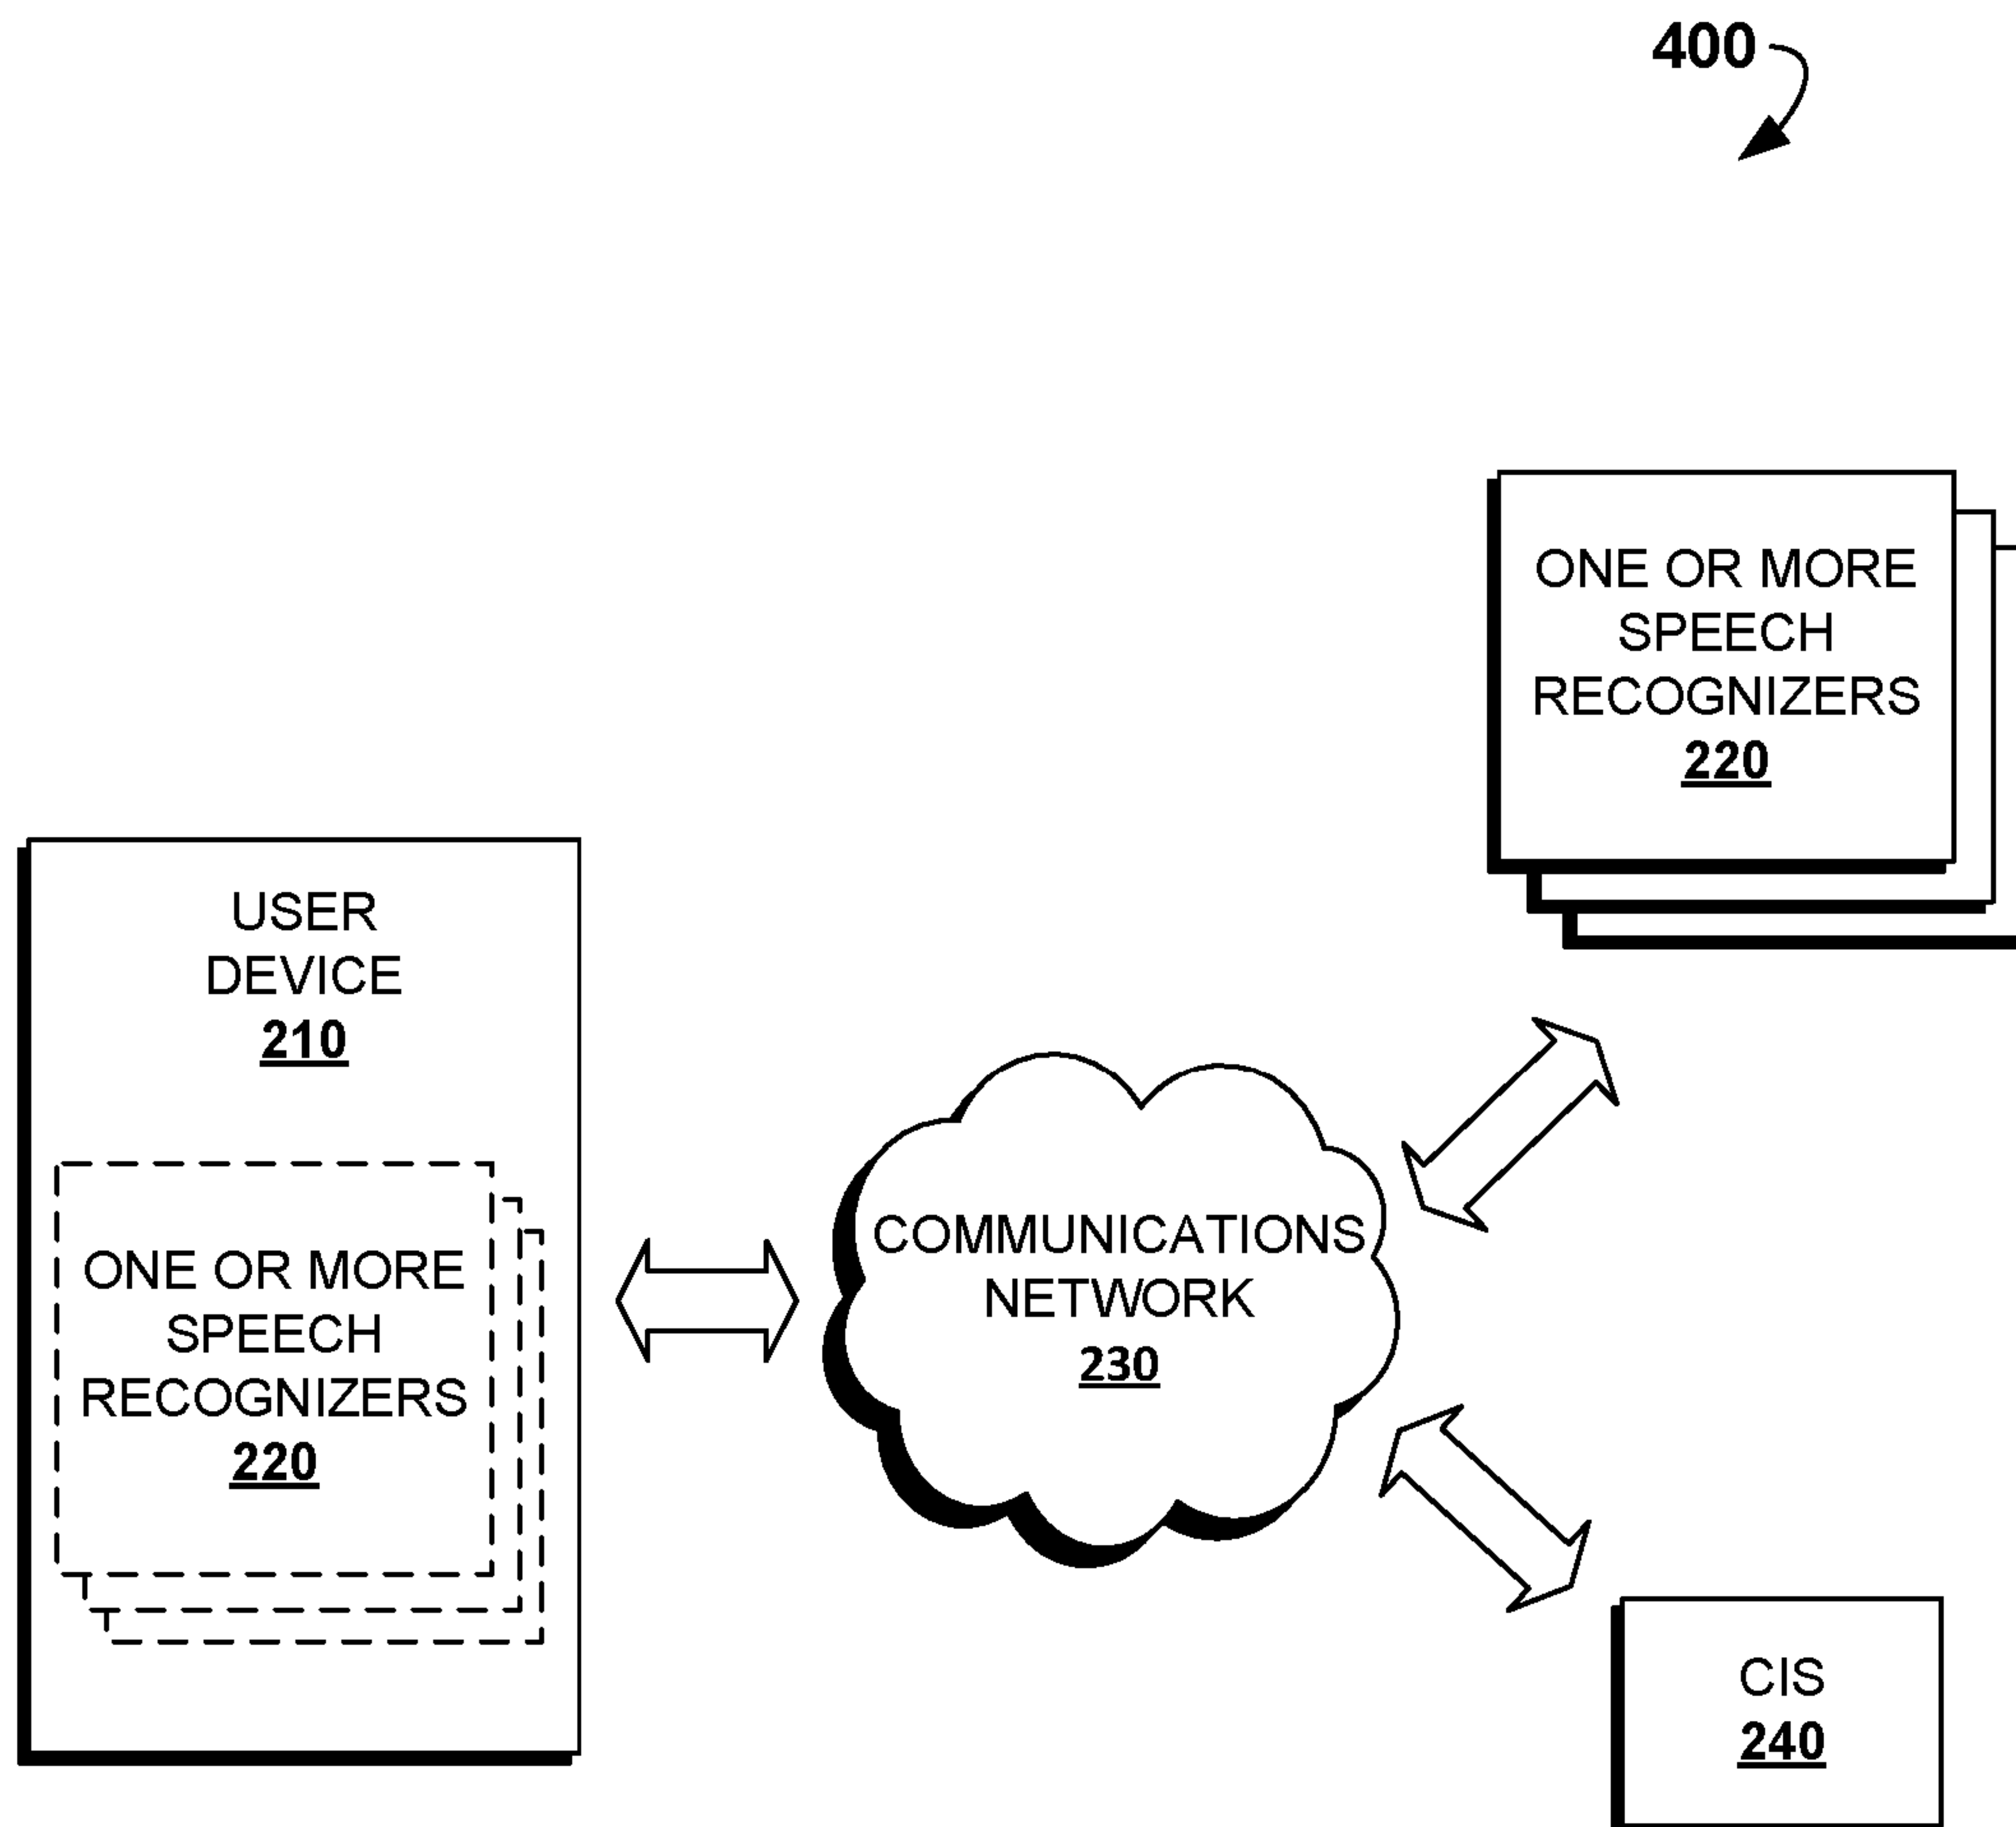 400
ONE OR MORE
SPEECH
RECOGNIZERS
220
USER
DEVICE
210
ONE OR MORE
SPEECH
RECOGNIZERS
220
COMMUNICATIONS
NETWORK
230
CIS
240